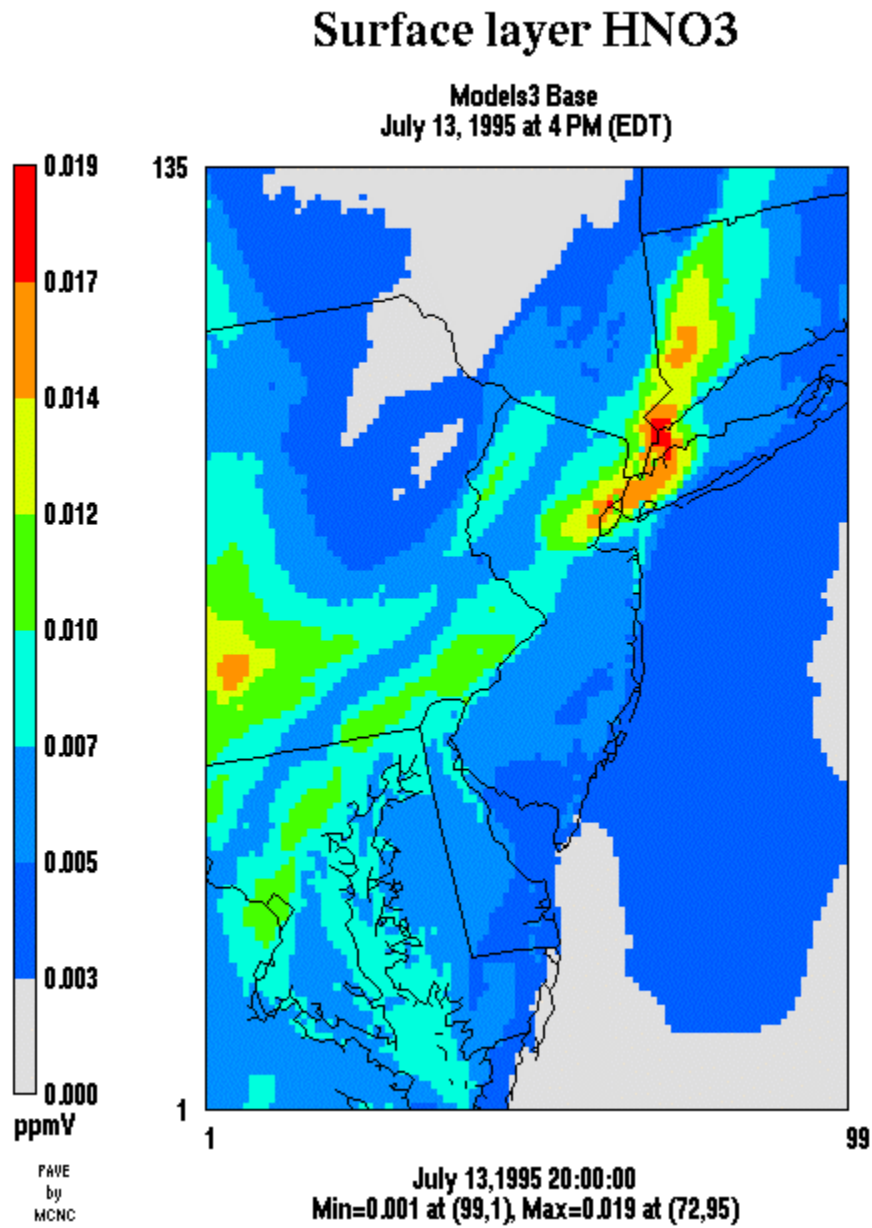 Surface layer HNO3
Models3 Base
July 13, 1995 at 4 PM (EDT)
0.019
0.017
0.014
0.012
0.010
0.007
0.005
0.003
0.000
ppmV
PAVE
by
MCNC
135
1
1
99
July 13,1995 20:00:00
Min=0.001 at (99,1), Max=0.019 at (72,95)